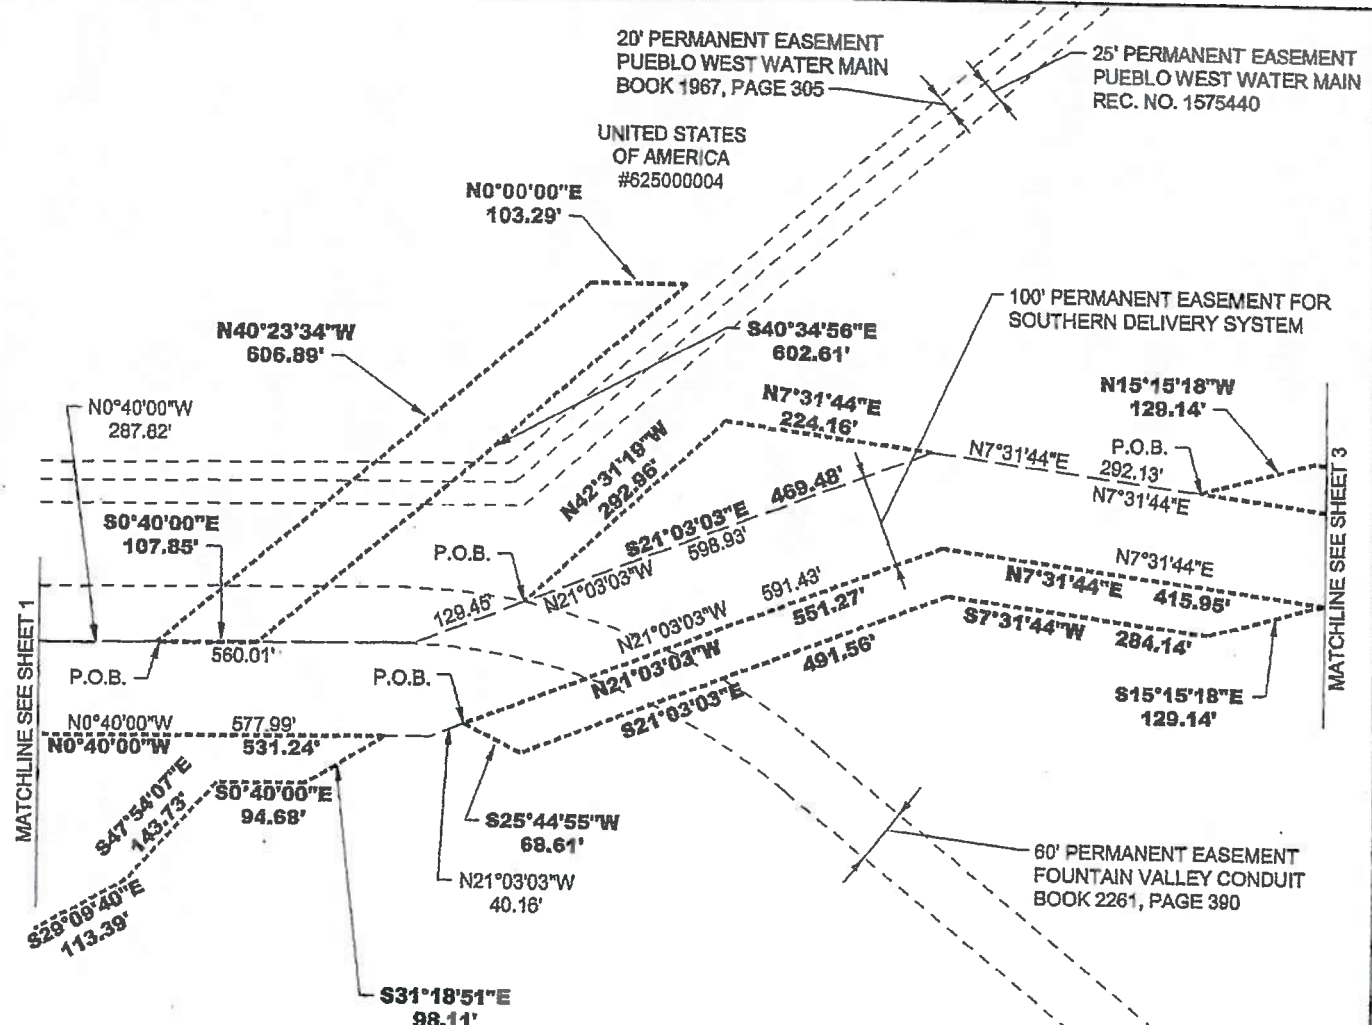 20' PERMANENT EASEMENT
PUEBLO WEST WATER MAIN
BOOK 1967, PAGE 305
25' PERMANENT EASEMENT
PUEBLO WEST WATER MAIN
REC. NO. 1575440
UNITED STATES
OF AMERICA
#625000004
N0°00'00"E
103.29'
100' PERMANENT EASEMENT FOR
SOUTHERN DELIVERY SYSTEM
N40°23'34"W
606.89'
S40°34'56"E
602.61'
N0°40'00"W
287.82'
N7°31'44"E
224.16'
N15°15'18"W
129.14'
N42°31'19"W
292.96'
N7°31'44"E
292.13'
N7°31'44"E
P.O.B.
S21°03'03"E 469.48'
N21°03'03"W 598.93'
S0°40'00"E
107.85'
P.O.B.
129.45'
MATCHLINE SEE SHEET 1
MATCHLINE SEE SHEET 3
N7°31'44"E
N7°31'44"E 415.95'
S7°31'44"W 284.14'
N21°03'03"W 591.43'
N21°03'03"W 551.27'
S21°03'03"E 491.56'
560.01'
P.O.B.
P.O.B.
S15°15'18"E
129.14'
N0°40'00"W 577.99'
N0°40'00"W 531.24'
S47°54'07"E
143.73'
S0°40'00"E
94.68'
S25°44'55"W
68.61'
N21°03'03"W
40.16'
60' PERMANENT EASEMENT
FOUNTAIN VALLEY CONDUIT
BOOK 2261, PAGE 390
S29°09'40"E
113.39'
S31°18'51"E
98.11'